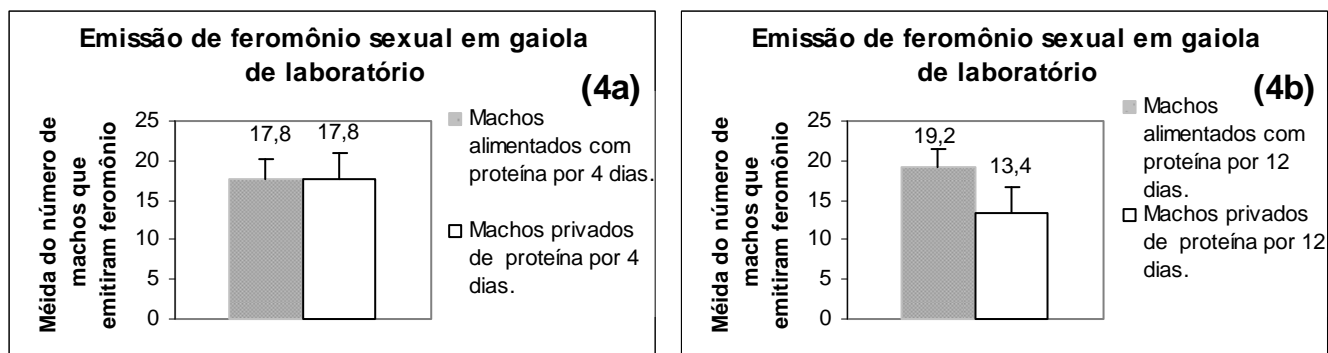 Emissão de feromônio sexual em gaiola
de laboratório
(4a)
Méida do número de
machos que
emitiram feromônio
25
20
15
10
5
0
17,8
17,8
Machos
alimentados com
proteína por 4 dias.
Machos privados
de proteína por 4
dias.
Emissão de feromônio sexual em gaiola
de laboratório
(4b)
Méida do número de
machos que
emitiram feromônio
25
20
15
10
5
0
19,2
13,4
Machos
alimentados com
proteína por 12
dias.
Machos privados
de proteína por 12
dias.